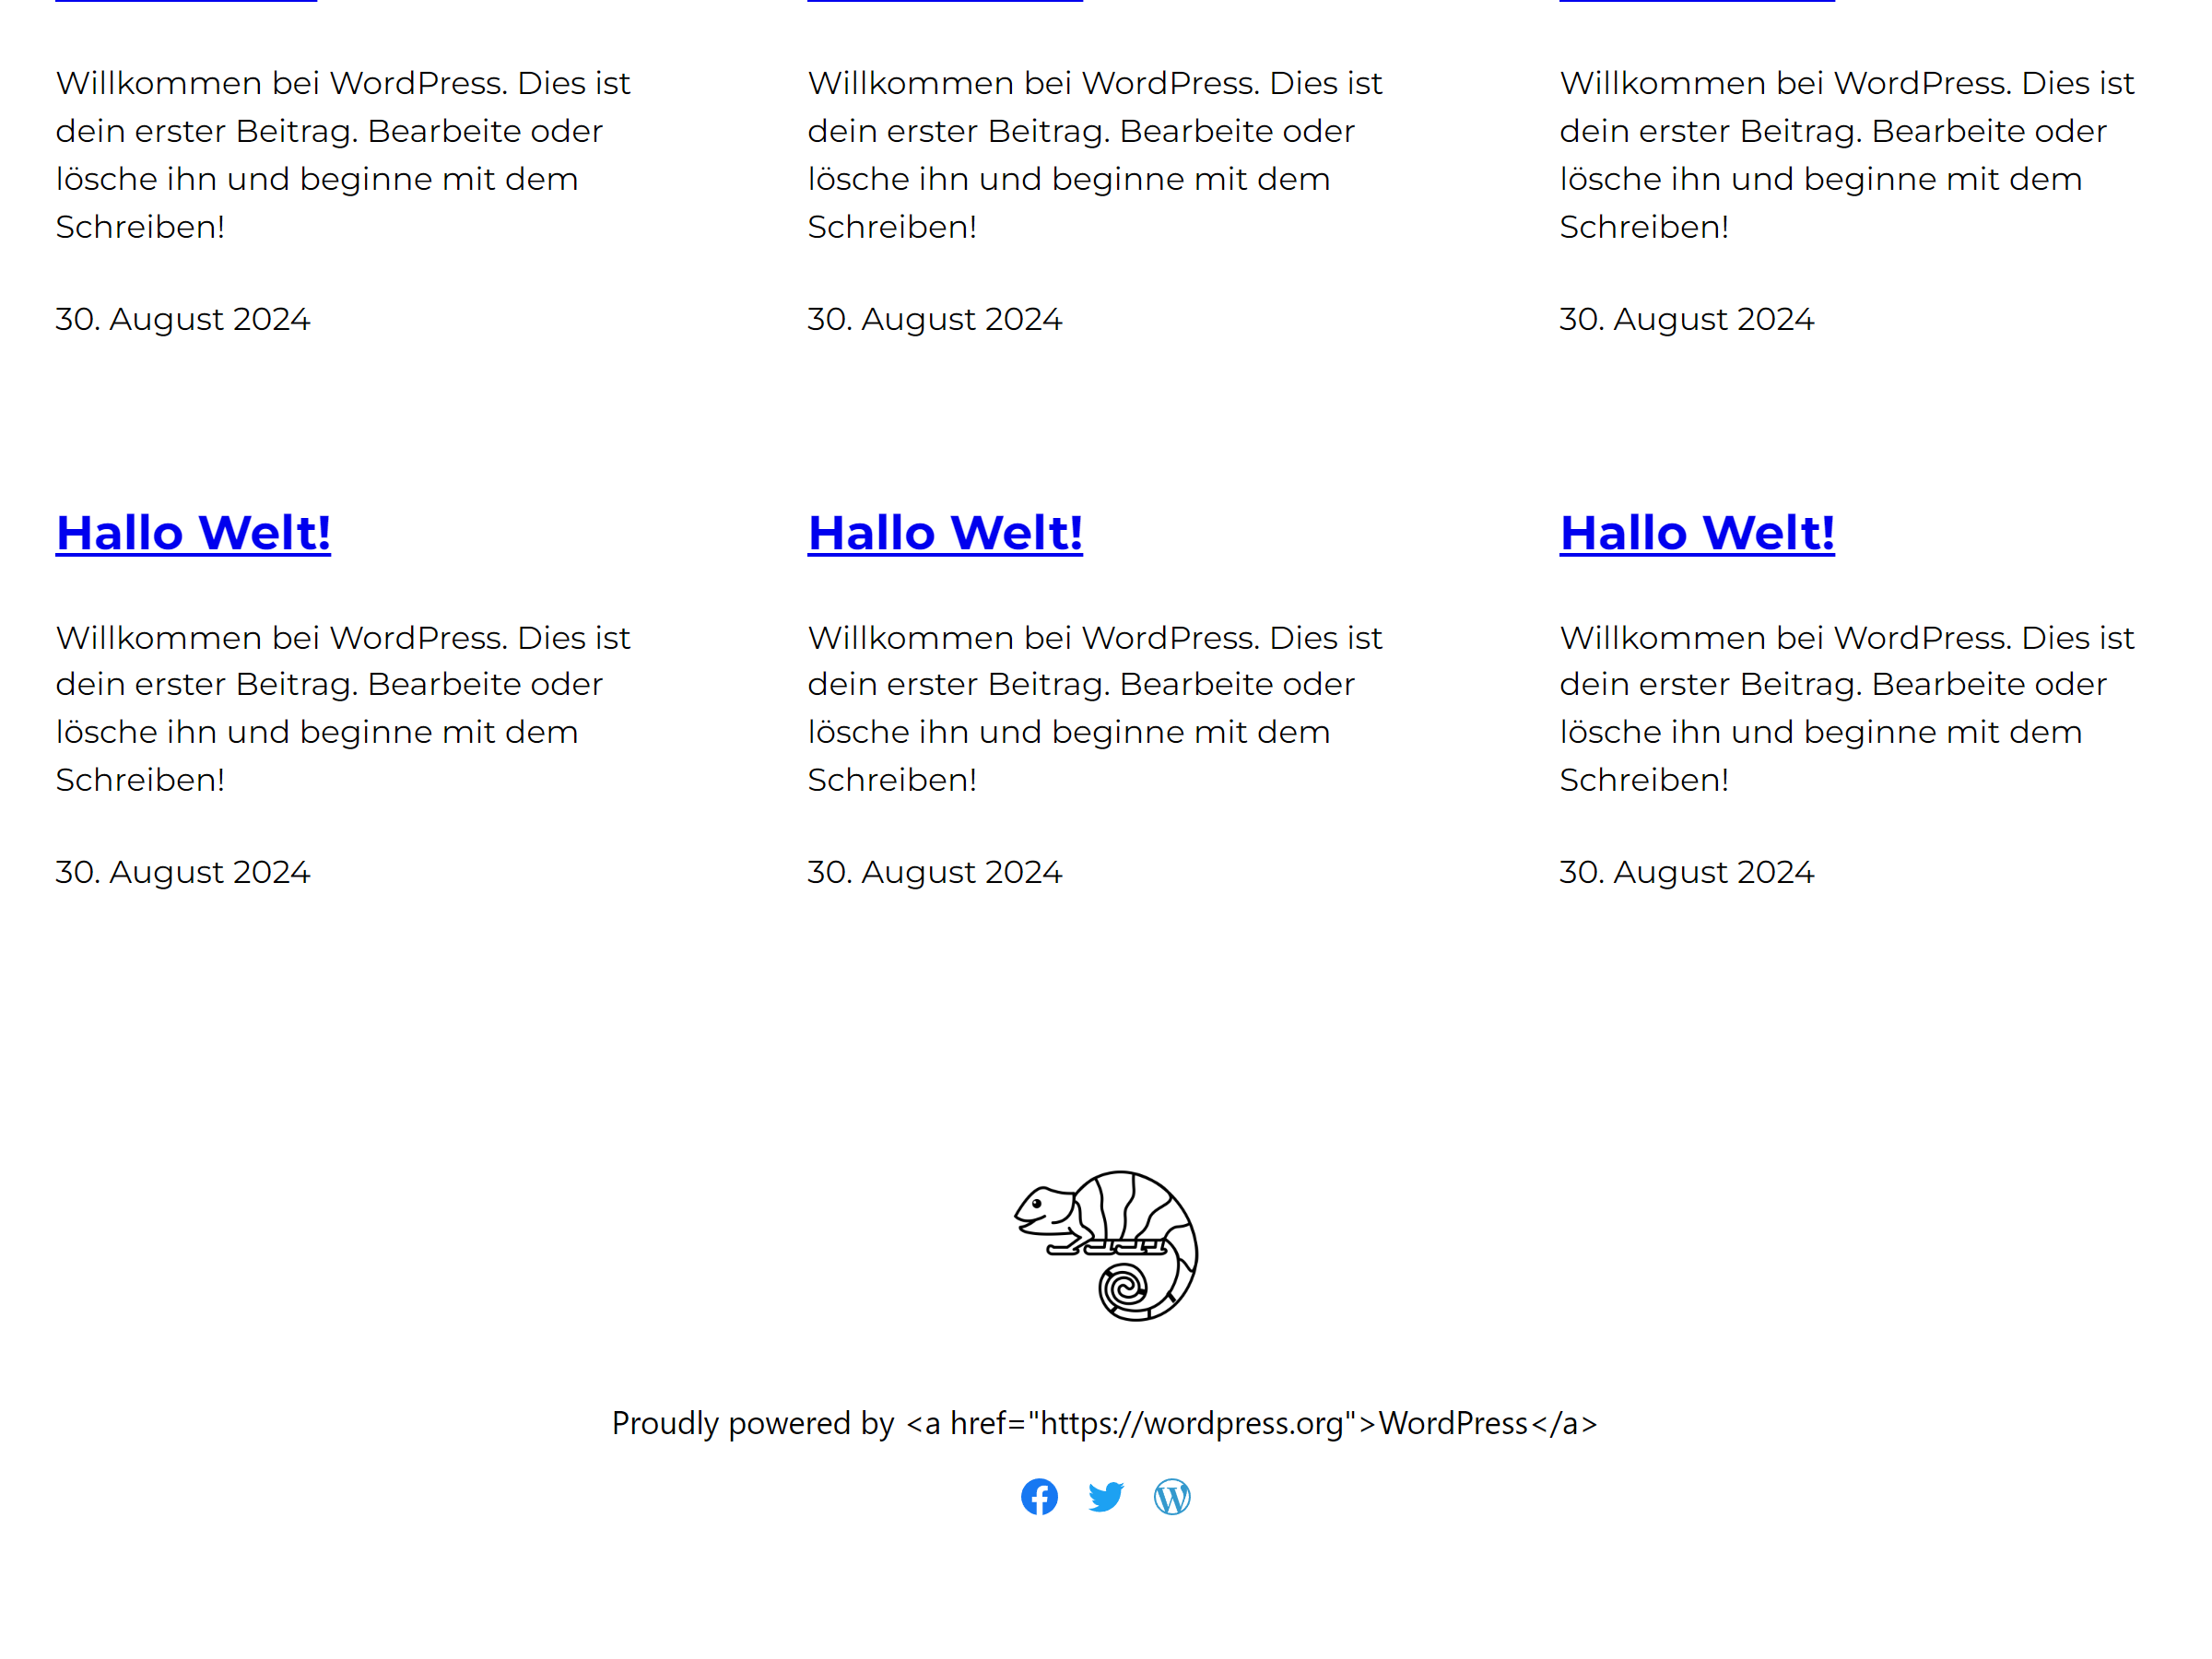 Willkommen bei WordPress. Dies ist
dein erster Beitrag. Bearbeite oder
lösche ihn und beginne mit dem
Schreiben!
30. August 2024
Willkommen bei WordPress. Dies ist
dein erster Beitrag. Bearbeite oder
lösche ihn und beginne mit dem
Schreiben!
30. August 2024
Willkommen bei WordPress. Dies ist
dein erster Beitrag. Bearbeite oder
lösche ihn und beginne mit dem
Schreiben!
30. August 2024
Hallo Welt!
Willkommen bei WordPress. Dies ist
dein erster Beitrag. Bearbeite oder
lösche ihn und beginne mit dem
Schreiben!
30. August 2024
Hallo Welt!
Willkommen bei WordPress. Dies ist
dein erster Beitrag. Bearbeite oder
lösche ihn und beginne mit dem
Schreiben!
30. August 2024
Hallo Welt!
Willkommen bei WordPress. Dies ist
dein erster Beitrag. Bearbeite oder
lösche ihn und beginne mit dem
Schreiben!
30. August 2024
Proudly powered by <a href="https://wordpress.org">WordPress</a>